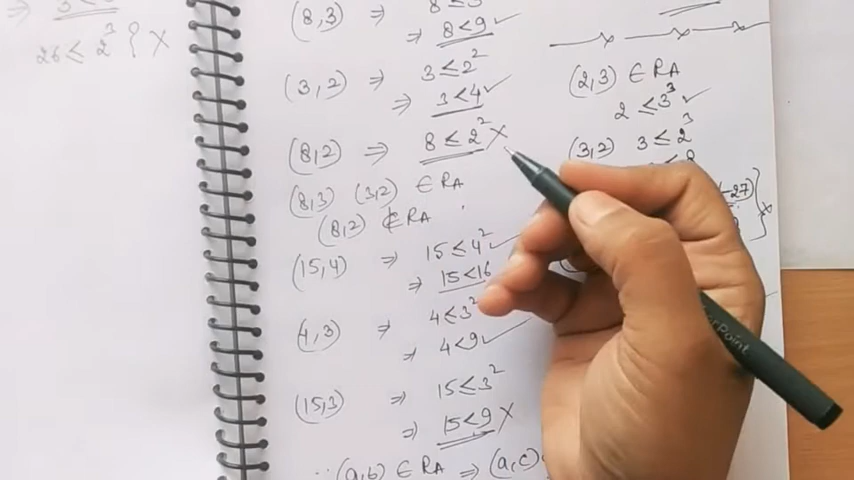 26 ≤ 2³ } X
(8,3) ⇒ 8 ≤ 3²
⇒ 8 ≤ 9 ✓
(3,2) ⇒ 3 ≤ 2²
⇒ 3 ≤ 4 ✓
(8,2) ⇒ 8 ≤ 2² X
(8,3) (3,2) ∈ RA
(8,2) ∉ RA
(15,4) ⇒ 15 ≤ 4² ✓
⇒ 15 ≤ 16
4,3) ⇒ 4 ≤ 3²
⇒ 4 < 9 ✓
(15,3) ⇒ 15 ≤ 3²
⇒ 15 ≤ 9 X
∵ (a,b) ∈ RA ⇒ (a,c)
(2,3) ∈ RA
2 ≤ 3³ ✓
(3,2) 3 ≤ 2³
-27) } X